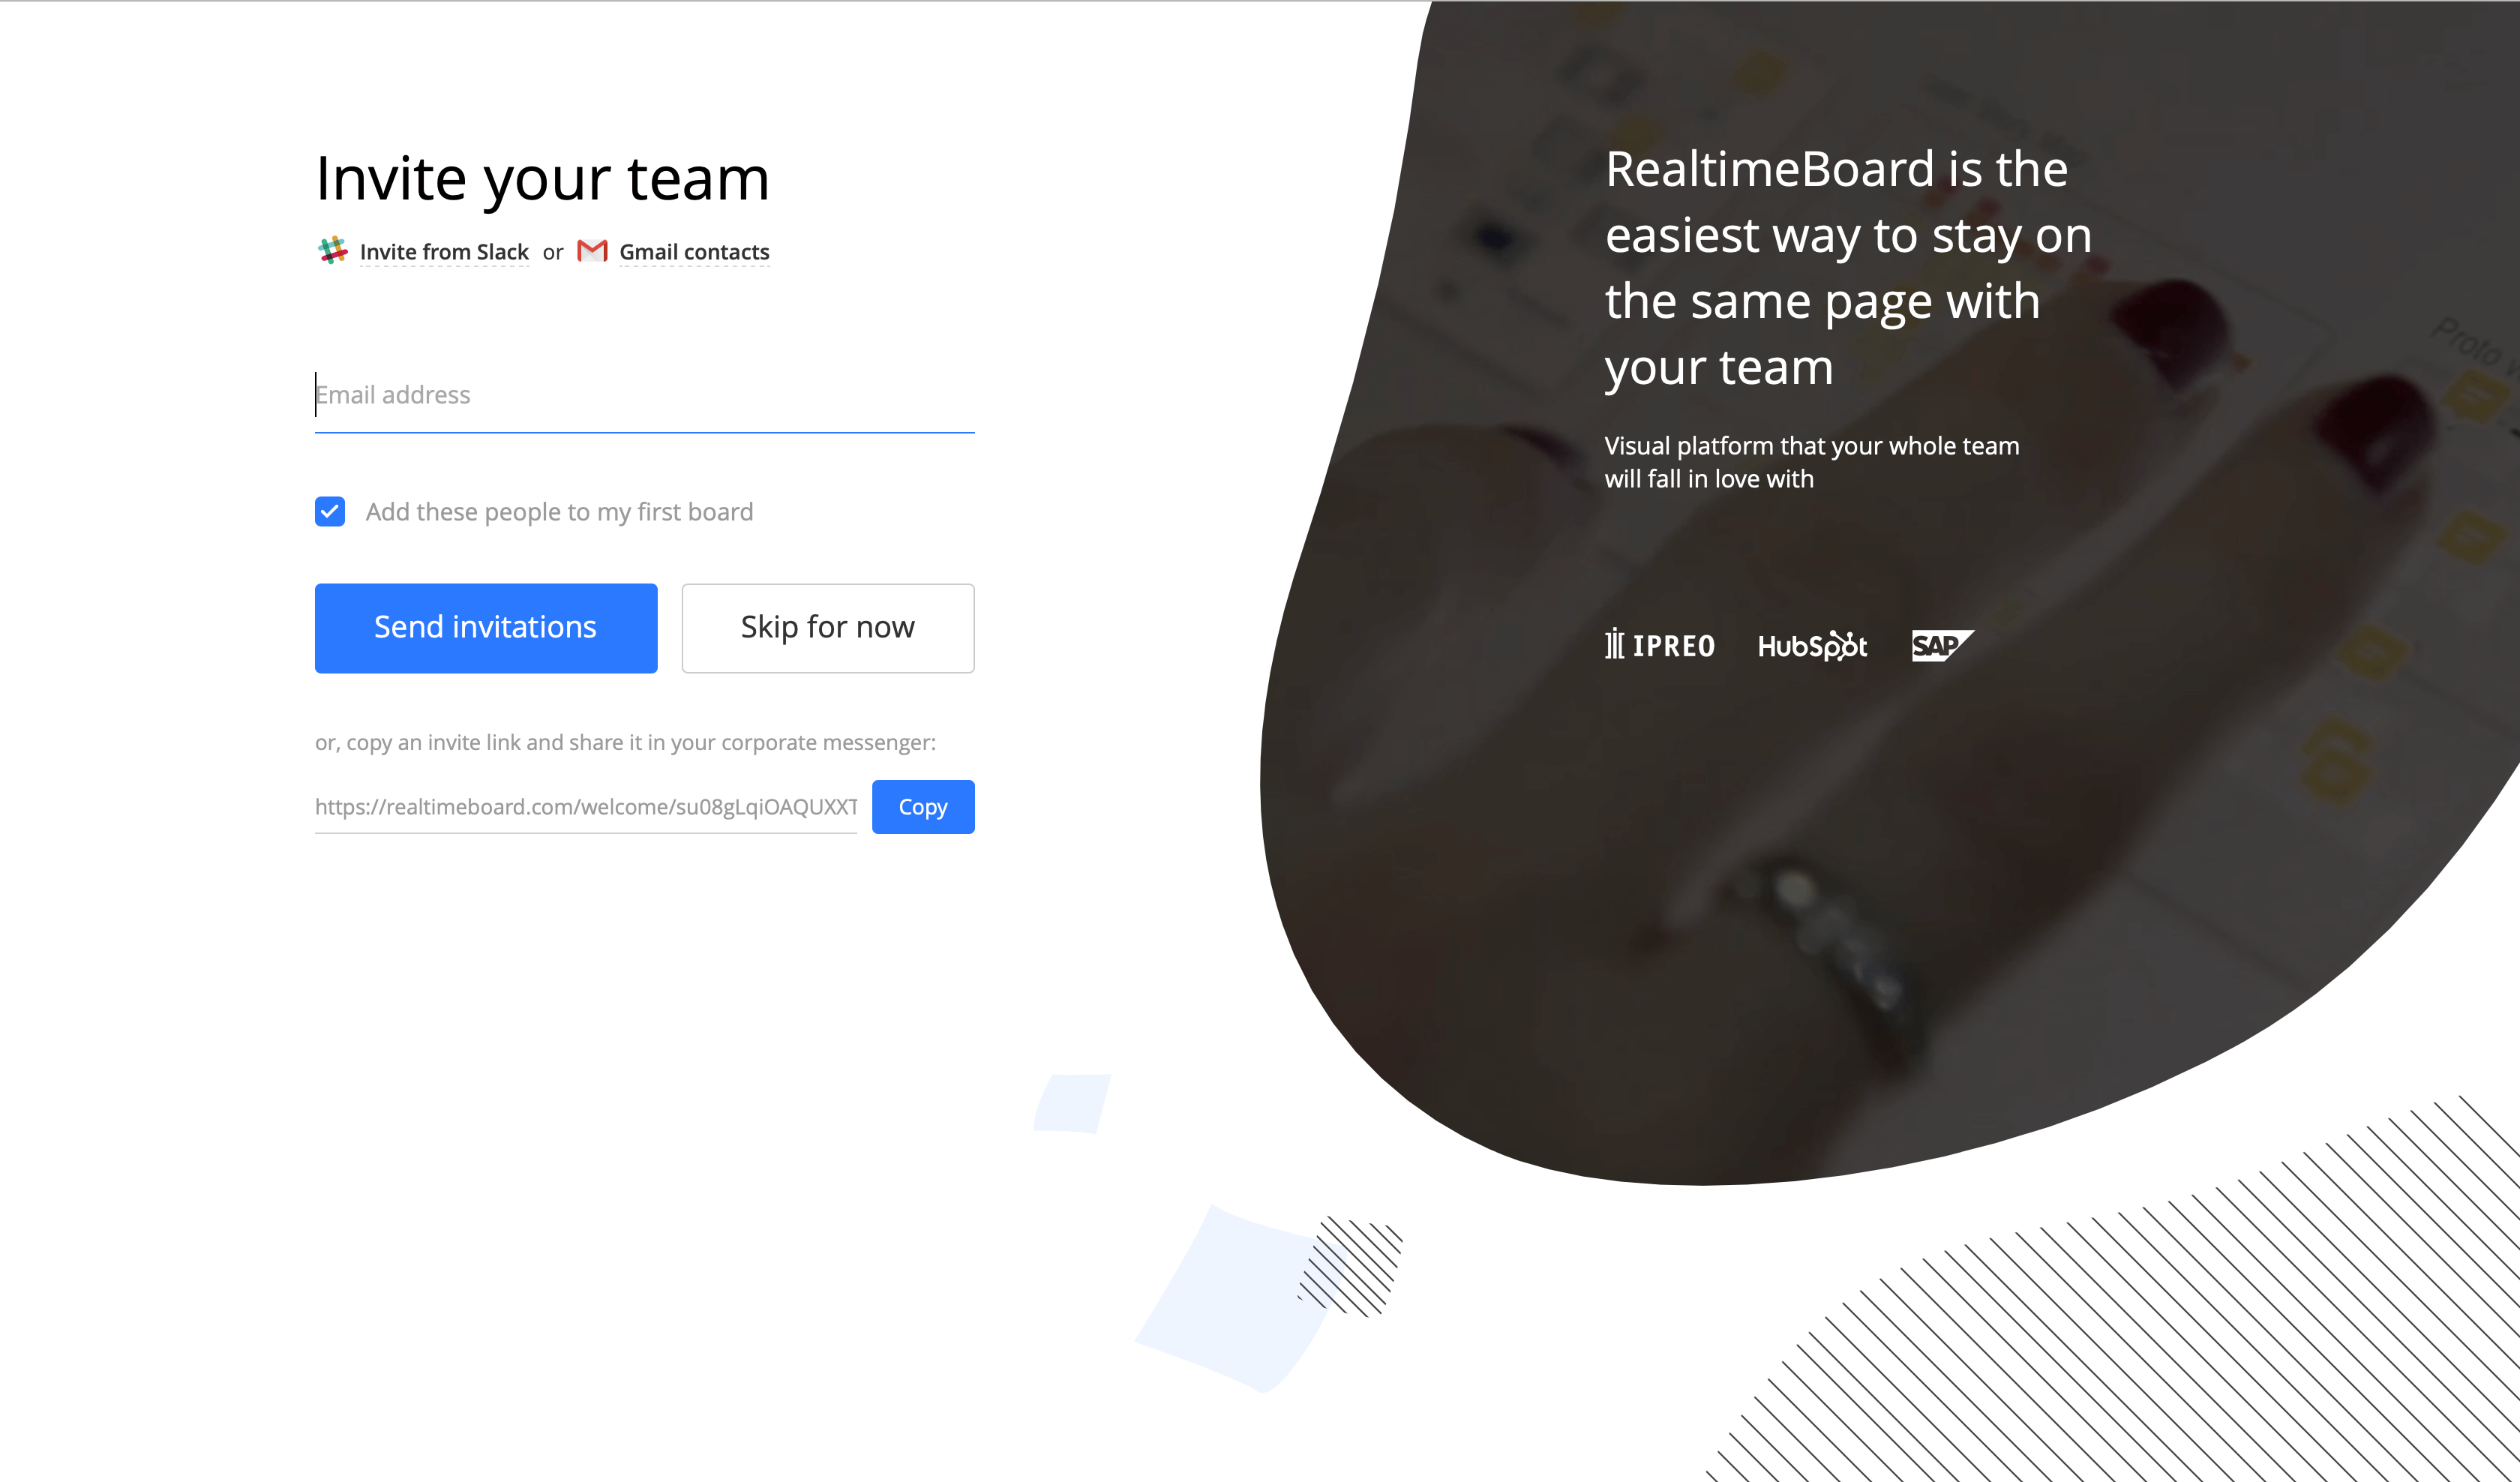 Invite your team
Invite from Slack or Gmail contacts
Email address
Add these people to my first board
Send invitations
Skip for now
or, copy an invite link and share it in your corporate messenger:
https://realtimeboard.com/welcome/su08gLqiOAQUXXT
Copy
RealtimeBoard is the
easiest way to stay on
the same page with
your team
Visual platform that your whole team
will fall in love with
IPREO
HubSpot
SAP
Proto